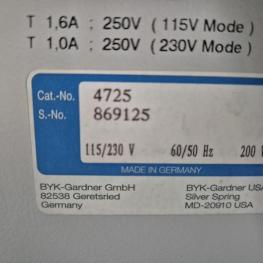 T 1,6A : 250V ( 115V Mode )
T 1,0A : 250V ( 230V Mode )
Cat.-No. 4725
S.-No. 869125
115/230 V 60/50 Hz 200
MADE IN GERMANY
BYK-Gardner GmbH BYK-Gardner USA
82538 Geretsried Silver Spring
Germany MD-20910 USA